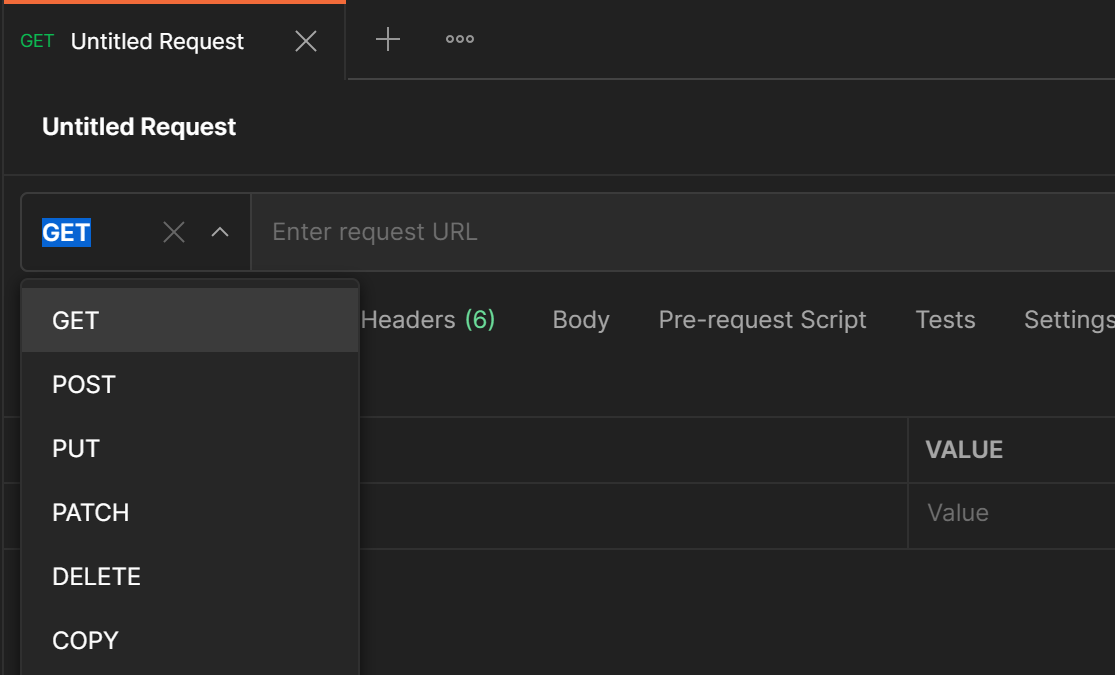 GET Untitled Request
Untitled Request
GET Enter request URL
Headers (6) Body Pre-request Script Tests Settings
GET
POST
PUT
PATCH
DELETE
COPY
VALUE
Value